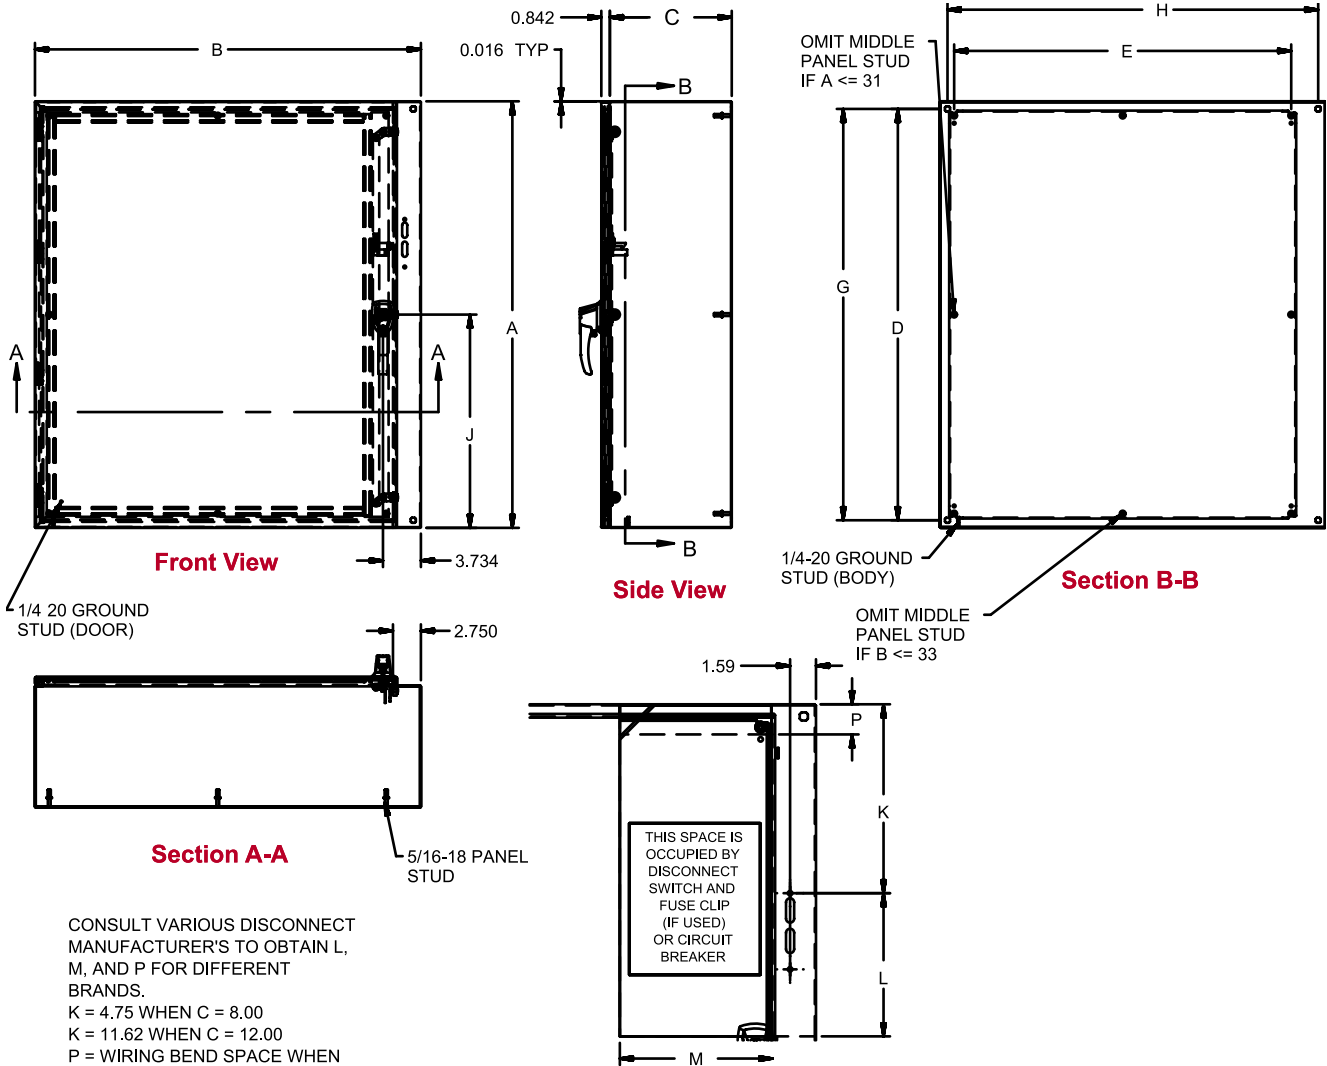 0.842
C
H
B
0.016 TYP
OMIT MIDDLE
PANEL STUD
IF A <= 31
E
B
A
A
A
G
D
J
B
3.734
Front View
Side View
1/4-20 GROUND
STUD (BODY)
Section B-B
1/4 20 GROUND
STUD (DOOR)
2.750
OMIT MIDDLE
PANEL STUD
IF B <= 33
1.59
P
K
Section A-A
5/16-18 PANEL
STUD
THIS SPACE IS
OCCUPIED BY
DISCONNECT
SWITCH AND
FUSE CLIP
(IF USED)
OR CIRCUIT
BREAKER
L
M
CONSULT VARIOUS DISCONNECT
MANUFACTURER'S TO OBTAIN L,
M, AND P FOR DIFFERENT
BRANDS.
K = 4.75 WHEN C = 8.00
K = 11.62 WHEN C = 12.00
P = WIRING BEND SPACE WHEN